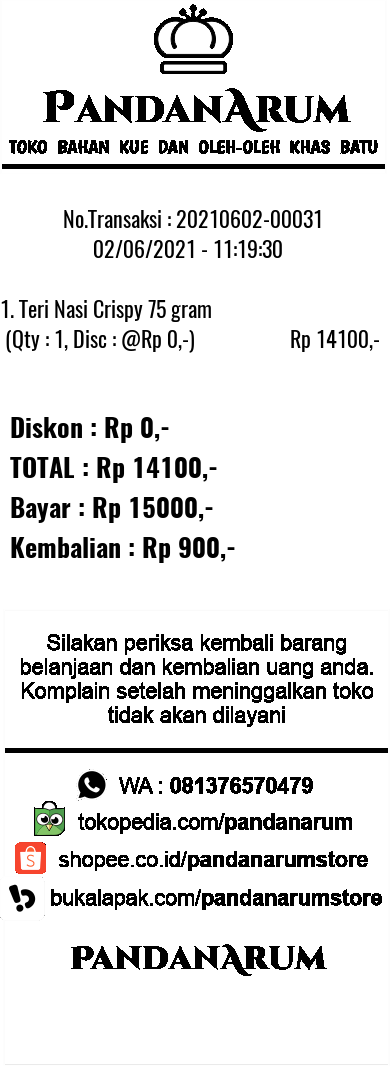 PANDANARUM
TOKO BAHAN KUE DAN OLEH-OLEH KHAS BATU
No.Transaksi : 20210602-00031
02/06/2021 - 11:19:30
1. Teri Nasi Crispy 75 gram
(Qty : 1, Disc : @Rp 0,-) Rp 14100,-
Diskon : Rp 0,-
TOTAL : Rp 14100,-
Bayar : Rp 15000,-
Kembalian : Rp 900,-
Silakan periksa kembali barang
belanjaan dan kembalian uang anda.
Komplain setelah meninggalkan toko
tidak akan dilayani
WA : 081376570479
tokopedia.com/pandanarum
shopee.co.id/pandanarumstore
bukalapak.com/pandanarumstore
PANDANARUM